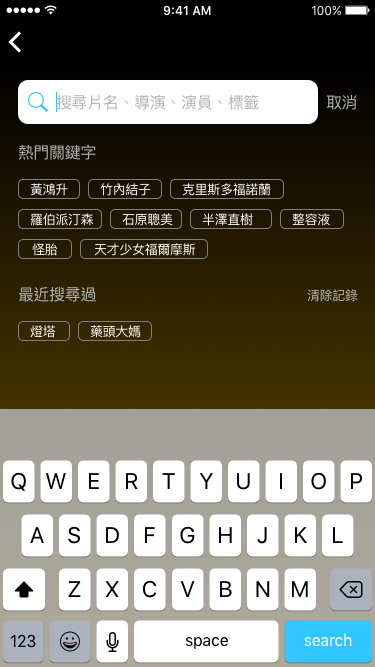 9:41 AM 100%
搜尋片名、導演、演員、標籤 取消
熱門關鍵字
黃鴻升 竹內結子 克里斯多福諾蘭
羅伯派汀森 石原聰美 半澤直樹 整容液
怪胎 天才少女福爾摩斯
最近搜尋過 清除記錄
燈塔 藥頭大媽
Q W E R T Y U I O P
A S D F G H J K L
Z X C V B N M
123 space search